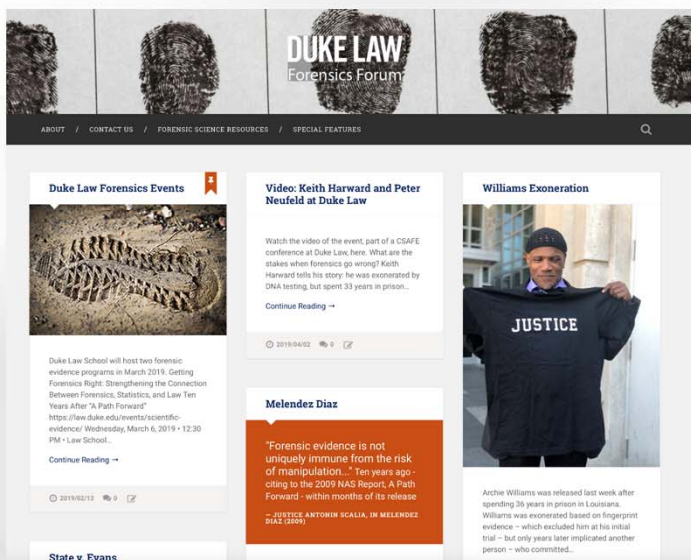 DUKE LAW
Forensics Forum
ABOUT / CONTACT US / FORENSIC SCIENCE RESOURCES / SPECIAL FEATURES
Duke Law Forensics Events
Duke Law School will host two forensic
evidence programs in March 2019. Getting
Forensics Right: Strengthening the Connection
Between Forensics, Statistics, and Law Ten
Years After "A Path Forward"
https://law.duke.edu/events/scientific-
evidence/ Wednesday, March 6, 2019 • 12:30
PM • Law School...
Continue Reading →
2019/02/12 0
State v. Evans
Video: Keith Harward and Peter
Neufeld at Duke Law
Watch the video of the event, part of a CSAFE
conference at Duke Law, here. What are the
stakes when forensics go wrong? Keith
Harward tells his story: he was exonerated by
DNA testing, but spent 33 years in prison...
Continue Reading →
2019/04/02 0
Melendez Diaz
"Forensic evidence is not
uniquely immune from the risk
of manipulation..." Ten years ago -
citing to the 2009 NAS Report, A Path
Forward - within months of its release
— JUSTICE ANTONIN SCALIA, IN MELENDEZ
DIAZ (2009)
Williams Exoneration
JUSTICE
Archie Williams was released last week after
spending 36 years in prison in Louisiana.
Williams was exonerated based on fingerprint
evidence – which excluded him at his initial
trial – but only years later implicated another
person – who committed...